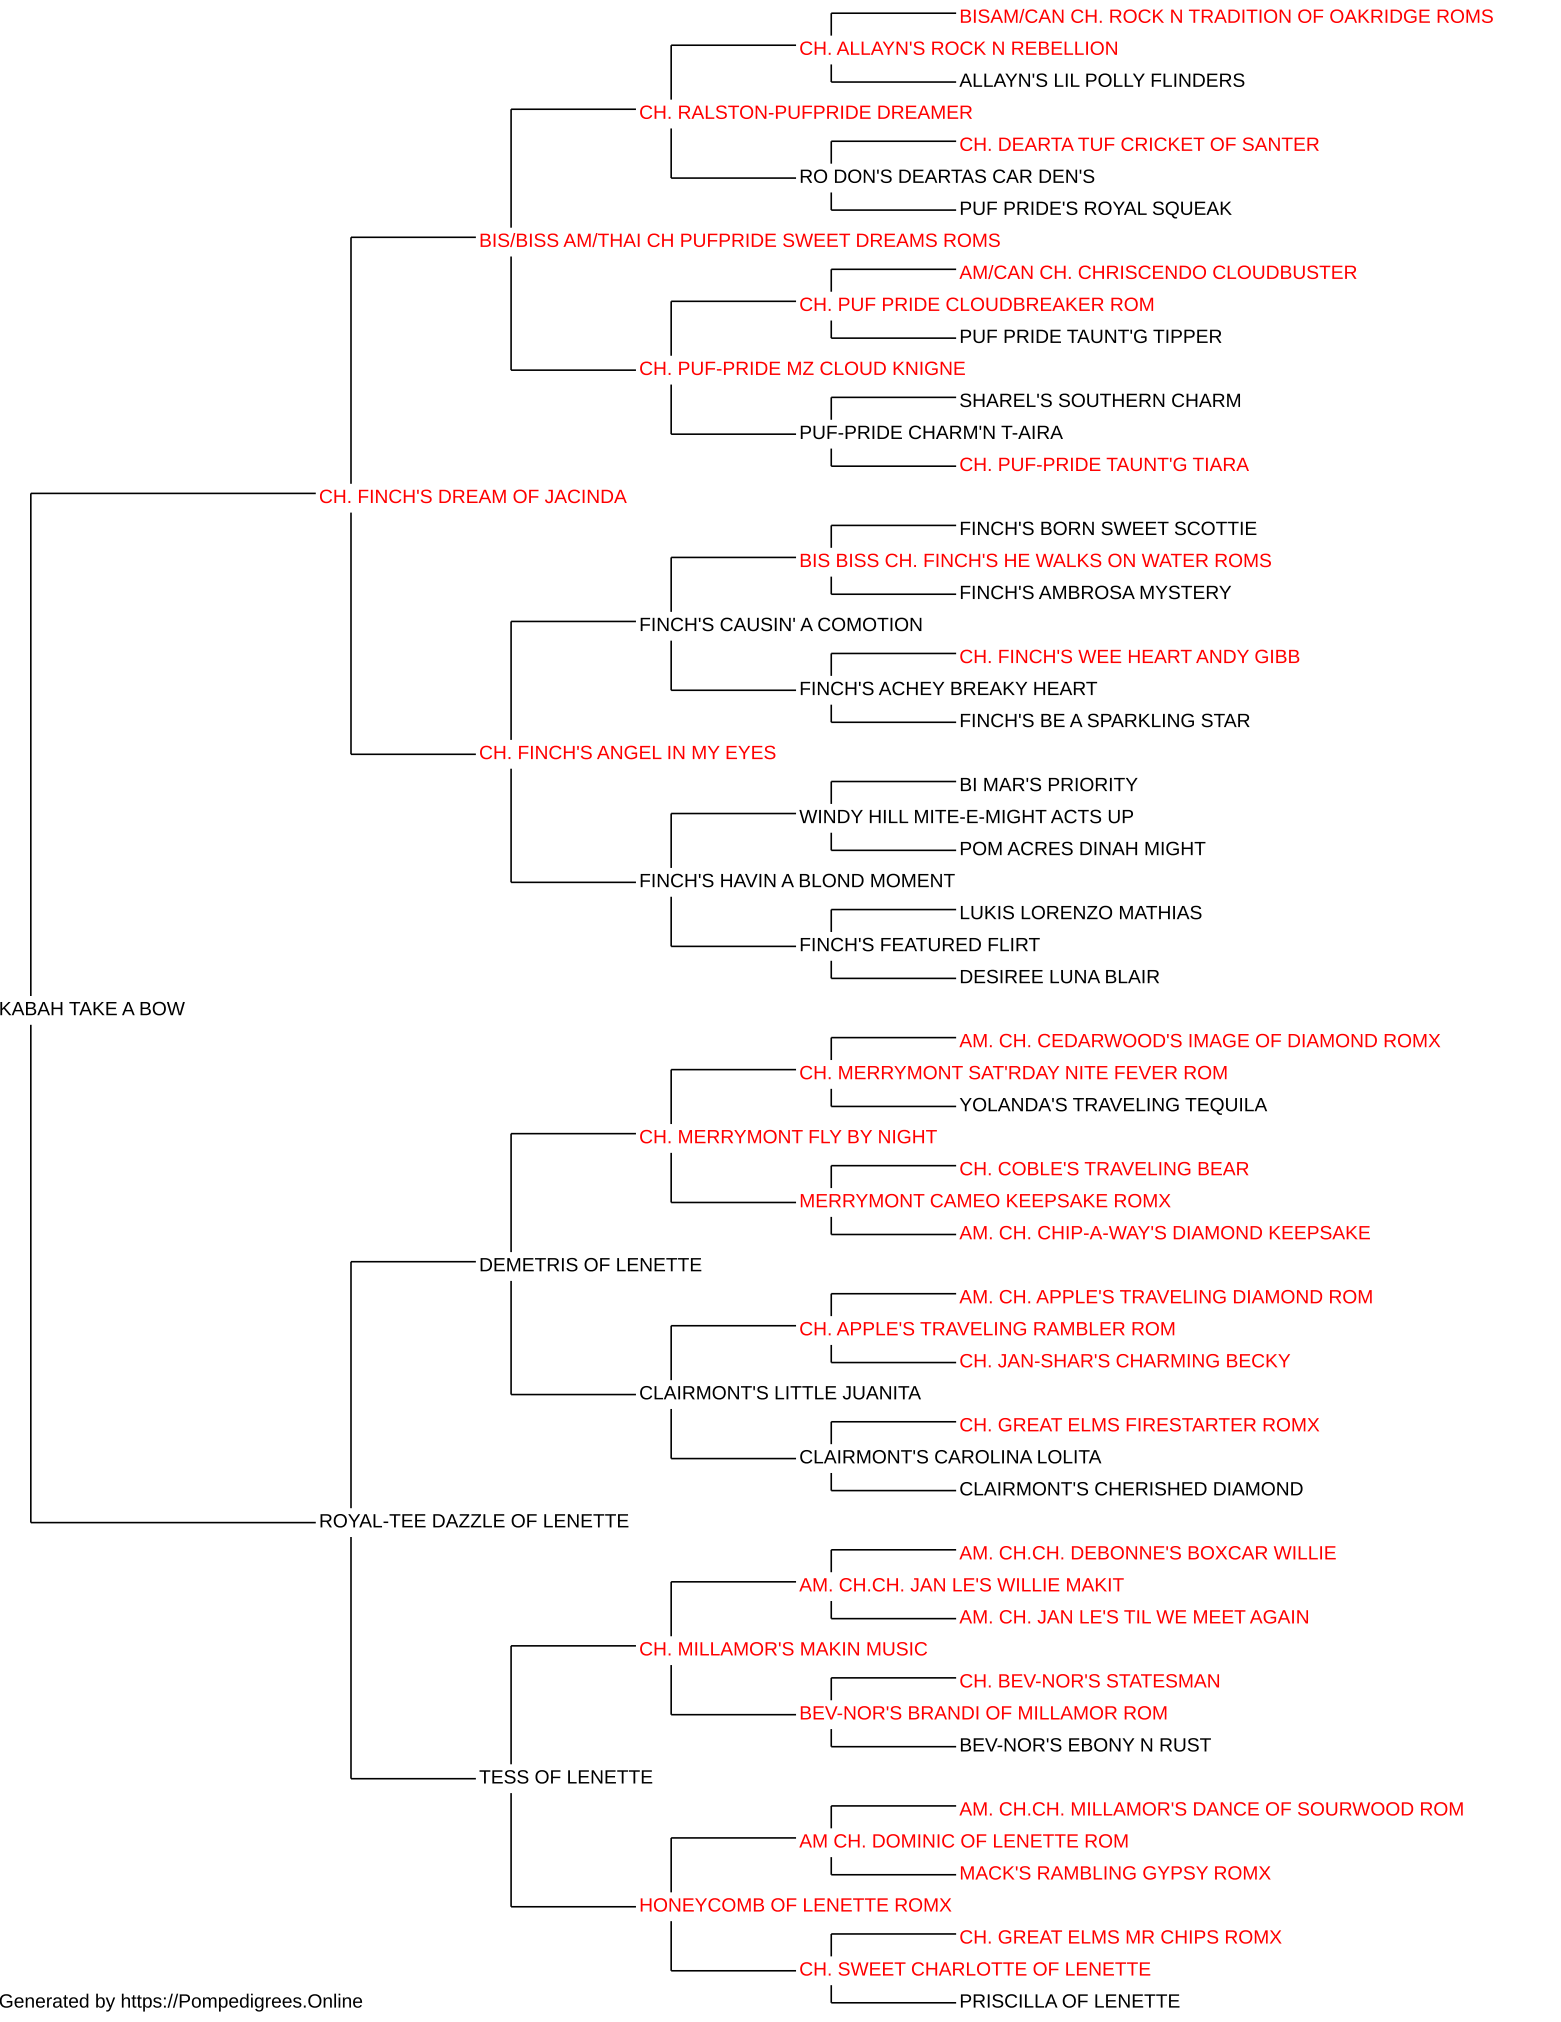 BISAM/CAN CH. ROCK N TRADITION OF OAKRIDGE ROMS
CH. ALLAYN'S ROCK N REBELLION
ALLAYN'S LIL POLLY FLINDERS
CH. RALSTON-PUFPRIDE DREAMER
CH. DEARTA TUF CRICKET OF SANTER
RO DON'S DEARTAS CAR DEN'S
PUF PRIDE'S ROYAL SQUEAK
BIS/BISS AM/THAI CH PUFPRIDE SWEET DREAMS ROMS
AM/CAN CH. CHRISCENDO CLOUDBUSTER
CH. PUF PRIDE CLOUDBREAKER ROM
PUF PRIDE TAUNT'G TIPPER
CH. PUF-PRIDE MZ CLOUD KNIGNE
SHAREL'S SOUTHERN CHARM
PUF-PRIDE CHARM'N T-AIRA
CH. PUF-PRIDE TAUNT'G TIARA
CH. FINCH'S DREAM OF JACINDA
FINCH'S BORN SWEET SCOTTIE
BIS BISS CH. FINCH'S HE WALKS ON WATER ROMS
FINCH'S AMBROSA MYSTERY
FINCH'S CAUSIN' A COMOTION
CH. FINCH'S WEE HEART ANDY GIBB
FINCH'S ACHEY BREAKY HEART
FINCH'S BE A SPARKLING STAR
CH. FINCH'S ANGEL IN MY EYES
BI MAR'S PRIORITY
WINDY HILL MITE-E-MIGHT ACTS UP
POM ACRES DINAH MIGHT
FINCH'S HAVIN A BLOND MOMENT
LUKIS LORENZO MATHIAS
FINCH'S FEATURED FLIRT
DESIREE LUNA BLAIR
KABAH TAKE A BOW
AM. CH. CEDARWOOD'S IMAGE OF DIAMOND ROMX
CH. MERRYMONT SAT'RDAY NITE FEVER ROM
YOLANDA'S TRAVELING TEQUILA
CH. MERRYMONT FLY BY NIGHT
CH. COBLE'S TRAVELING BEAR
MERRYMONT CAMEO KEEPSAKE ROMX
AM. CH. CHIP-A-WAY'S DIAMOND KEEPSAKE
DEMETRIS OF LENETTE
AM. CH. APPLE'S TRAVELING DIAMOND ROM
CH. APPLE'S TRAVELING RAMBLER ROM
CH. JAN-SHAR'S CHARMING BECKY
CLAIRMONT'S LITTLE JUANITA
CH. GREAT ELMS FIRESTARTER ROMX
CLAIRMONT'S CAROLINA LOLITA
CLAIRMONT'S CHERISHED DIAMOND
ROYAL-TEE DAZZLE OF LENETTE
AM. CH.CH. DEBONNE'S BOXCAR WILLIE
AM. CH.CH. JAN LE'S WILLIE MAKIT
AM. CH. JAN LE'S TIL WE MEET AGAIN
CH. MILLAMOR'S MAKIN MUSIC
CH. BEV-NOR'S STATESMAN
BEV-NOR'S BRANDI OF MILLAMOR ROM
BEV-NOR'S EBONY N RUST
TESS OF LENETTE
AM. CH.CH. MILLAMOR'S DANCE OF SOURWOOD ROM
AM CH. DOMINIC OF LENETTE ROM
MACK'S RAMBLING GYPSY ROMX
HONEYCOMB OF LENETTE ROMX
CH. GREAT ELMS MR CHIPS ROMX
CH. SWEET CHARLOTTE OF LENETTE
PRISCILLA OF LENETTE
Generated by https://Pompedigrees.Online